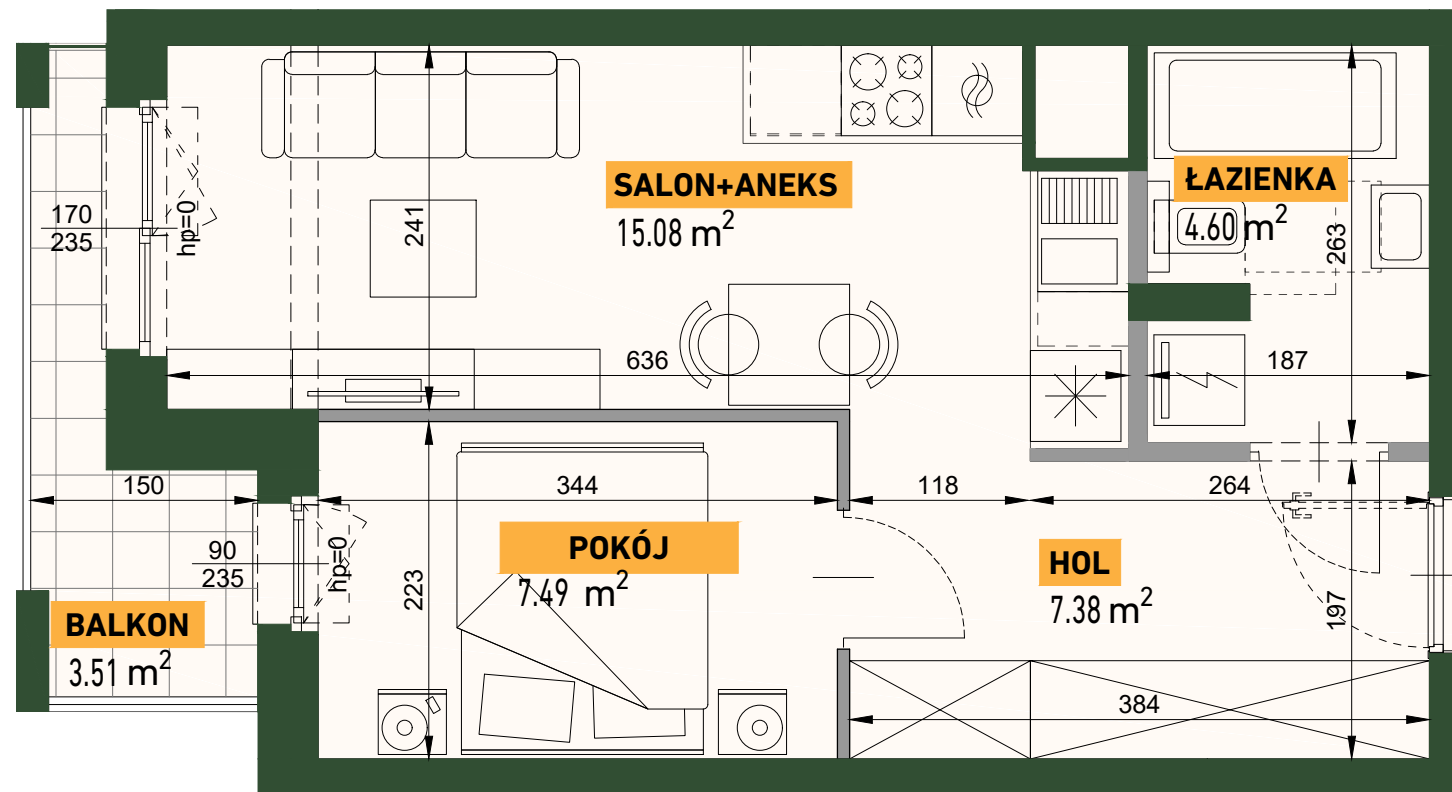 SALON+ANEKS
15.08 m²
ŁAZIENKA
4.60 m²
241
263
170
235
hp=0
636
187
150
344
118
264
90
235
hp=0
223
POKÓJ
7.49 m²
HOL
7.38 m²
197
BALKON
3.51 m²
384